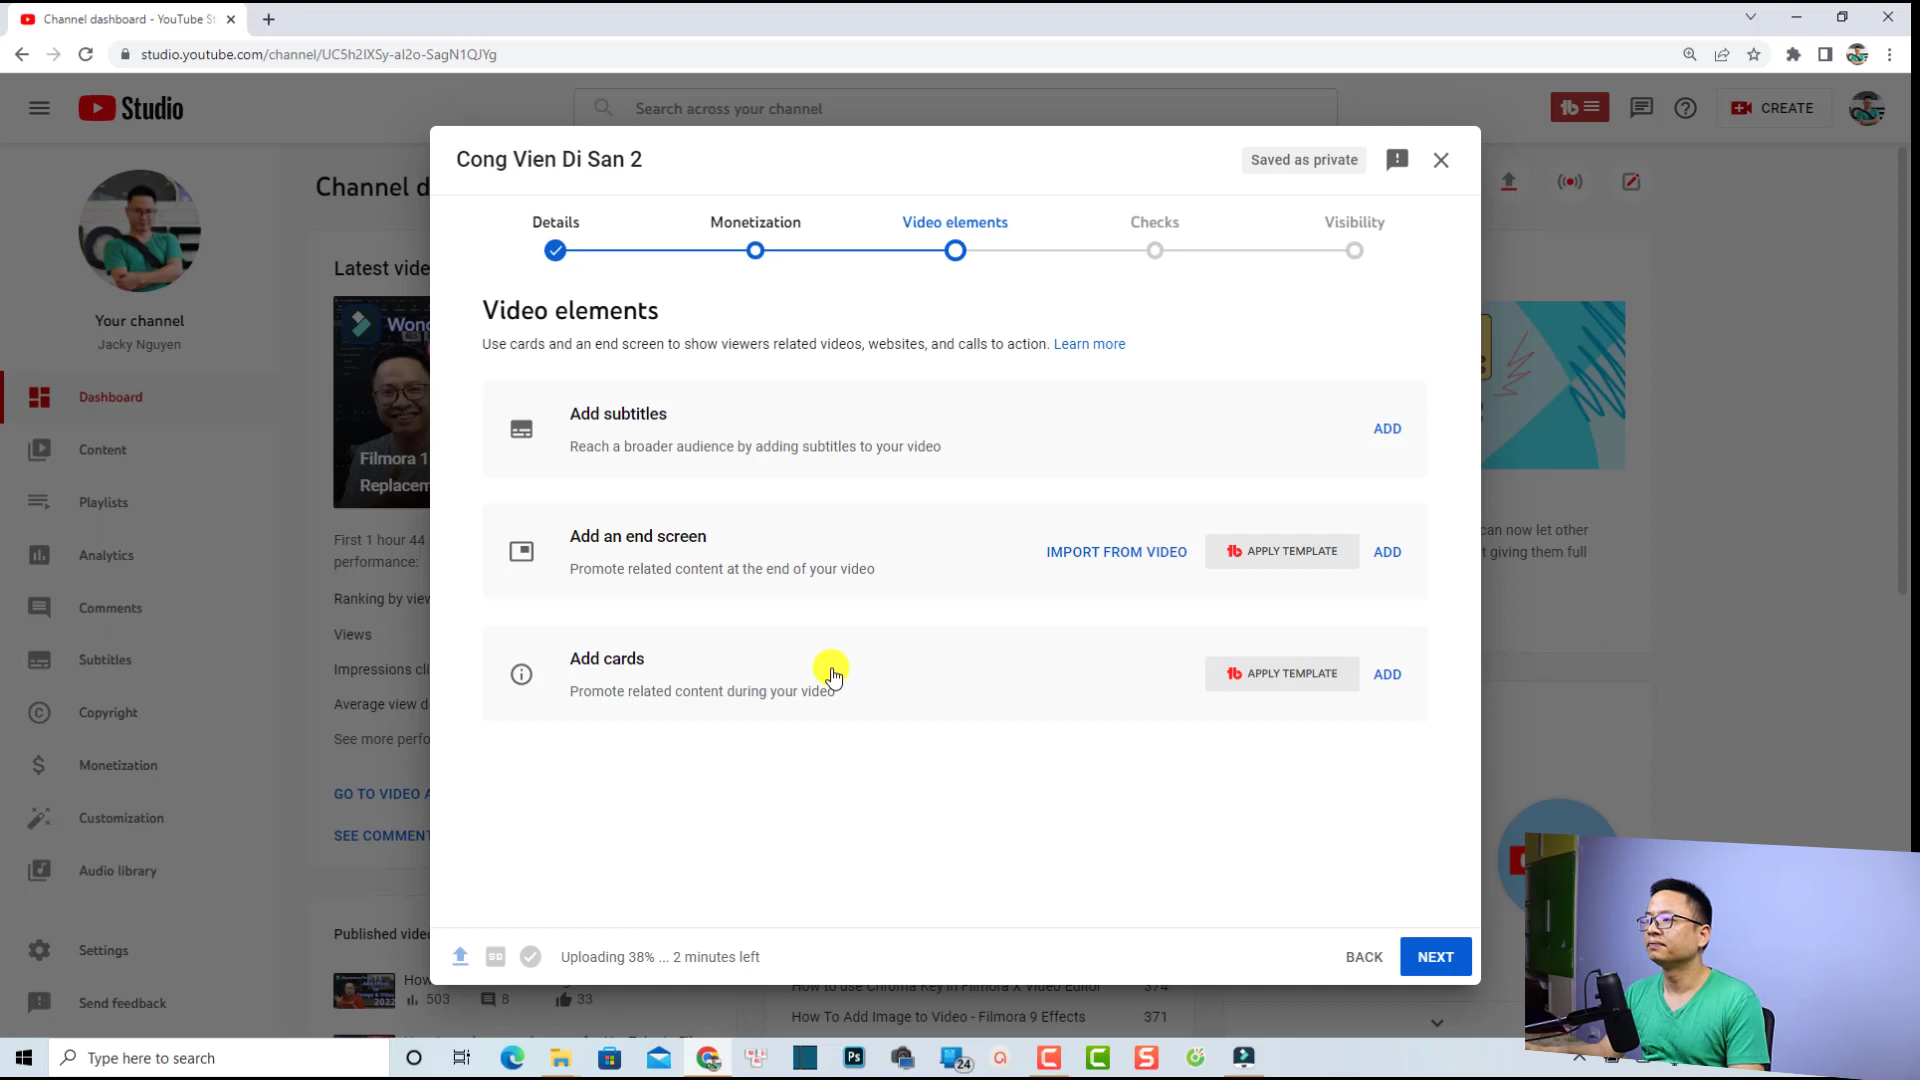 Channel dashboard - YouTube St
studio.youtube.com/channel/UC5h2IXSy-al2o-SagN1QJYg
Studio
Search across your channel
CREATE
Channel d
Your channel
Jacky Nguyen
Dashboard
Content
Playlists
Analytics
Comments
Subtitles
Copyright
Monetization
Customization
Audio library
Settings
Send feedback
Latest vide
Wond
Filmora 1
Replacem
First 1 hour 44
performance:
Ranking by view
Views
Impressions cli
Average view d
See more perfo
GO TO VIDEO A
SEE COMMENT
Published video
How
503
8
33
Cong Vien Di San 2
Saved as private
Details
Monetization
Video elements
Checks
Visibility
Video elements
Use cards and an end screen to show viewers related videos, websites, and calls to action. Learn more
Add subtitles
Reach a broader audience by adding subtitles to your video
ADD
Add an end screen
Promote related content at the end of your video
IMPORT FROM VIDEO
APPLY TEMPLATE
ADD
Add cards
Promote related content during your video
APPLY TEMPLATE
ADD
Uploading 38% ... 2 minutes left
BACK
NEXT
can now let other
t giving them full
How to use Chroma Key in Filmora X Video Editor
374
How To Add Image to Video - Filmora 9 Effects
371
Type here to search
Ps
24